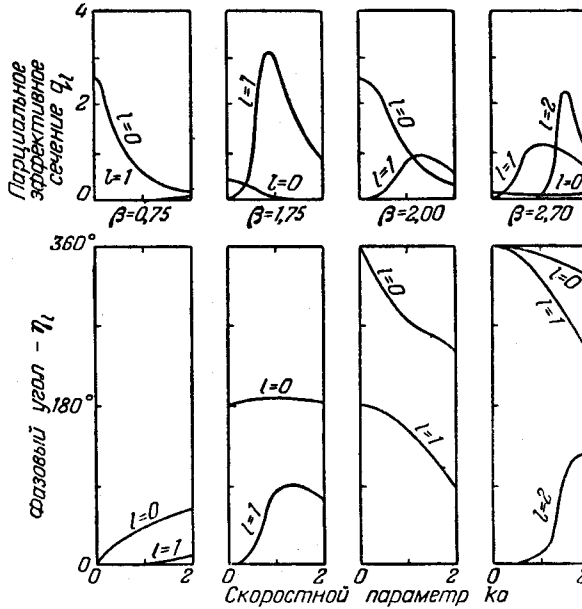 Парциальное
эффективное
сечение q_l
4
2
0
l=0
l=1
β=0,75
l=1
l=0
β=1,75
l=0
l=1
β=2,00
l=2
l=1
l=0
β=2,70
Фазовый угол – η_l
360°
180°
0
l=0
l=1
l=0
l=1
l=0
l=1
l=0
l=1
l=2
0 2 0 2 0 2 0 2
Скоростной параметр ka